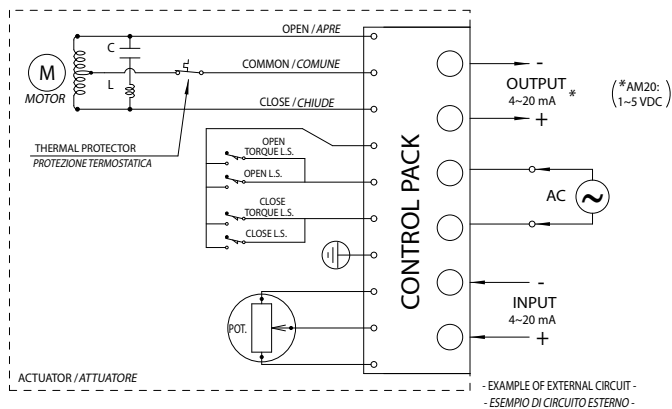 OPEN / APRE
C
COMMON / COMUNE
M
MOTOR
L
CLOSE / CHIUDE
THERMAL PROTECTOR
PROTEZIONE TERMOSTATICA
OPEN
TORQUE L.S.
OPEN L.S.
CLOSE
TORQUE L.S.
CLOSE L.S.
POT.
ACTUATOR / ATTUATORE
CONTROL PACK
-
OUTPUT *
4~20 mA
+
(*AM20:
1~5 VDC)
AC ~
-
INPUT
4~20 mA
+
- EXAMPLE OF EXTERNAL CIRCUIT -
- ESEMPIO DI CIRCUITO ESTERNO -